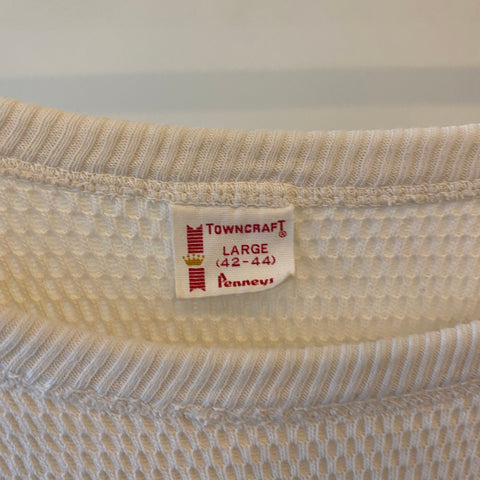 TOWNCRAFT®
LARGE
(42-44)
Penneys